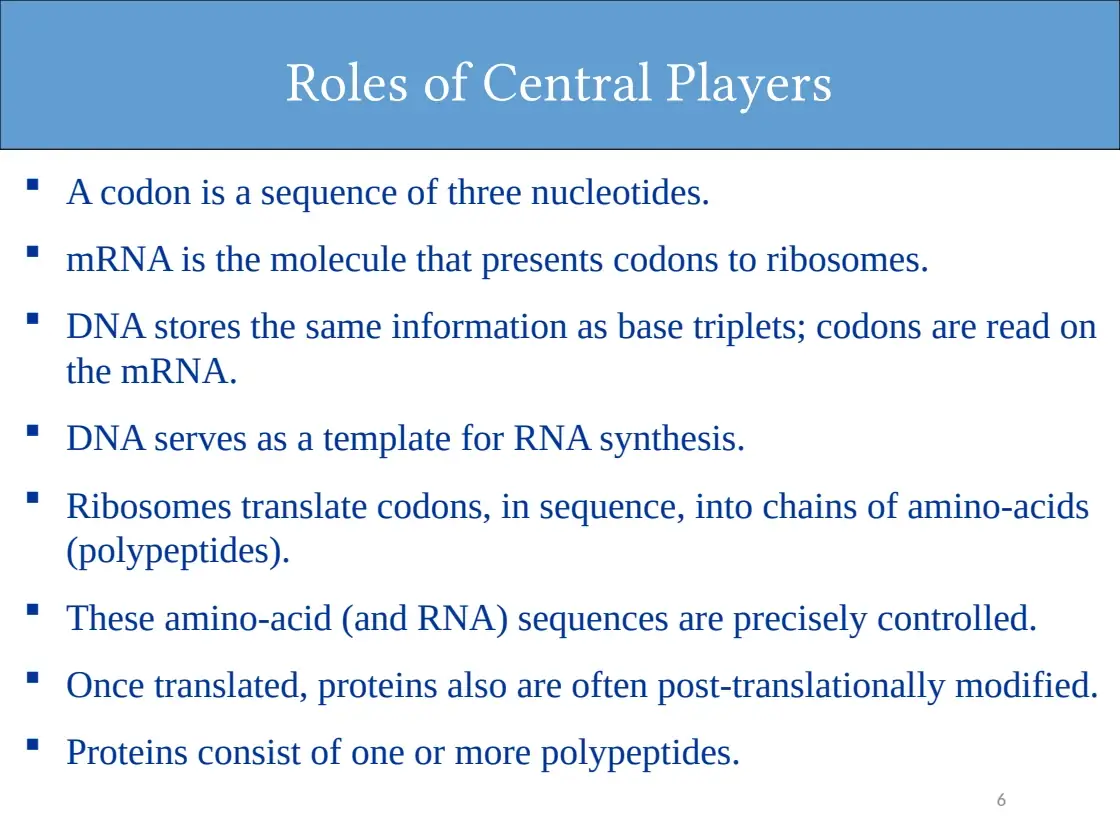 Roles of Central Players
▪ A codon is a sequence of three nucleotides.
▪ mRNA is the molecule that presents codons to ribosomes.
▪ DNA stores the same information as base triplets; codons are read on
the mRNA.
▪ DNA serves as a template for RNA synthesis.
▪ Ribosomes translate codons, in sequence, into chains of amino-acids
(polypeptides).
▪ These amino-acid (and RNA) sequences are precisely controlled.
▪ Once translated, proteins also are often post-translationally modified.
▪ Proteins consist of one or more polypeptides.
6